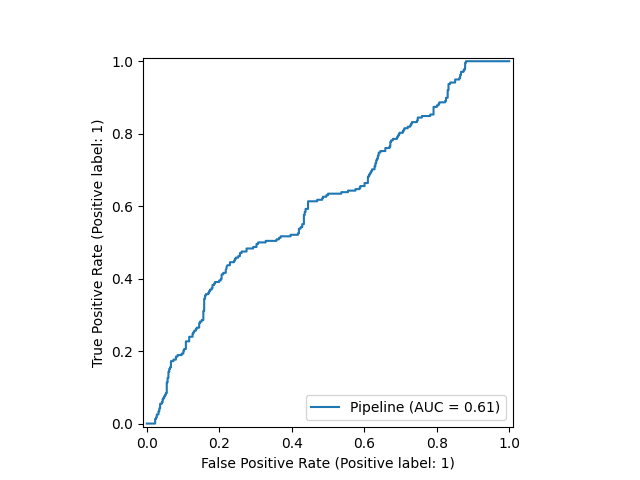 1.0
0.8
0.6
0.4
0.2
0.0
True Positive Rate (Positive label: 1)
Pipeline (AUC = 0.61)
0.0 0.2 0.4 0.6 0.8 1.0
False Positive Rate (Positive label: 1)